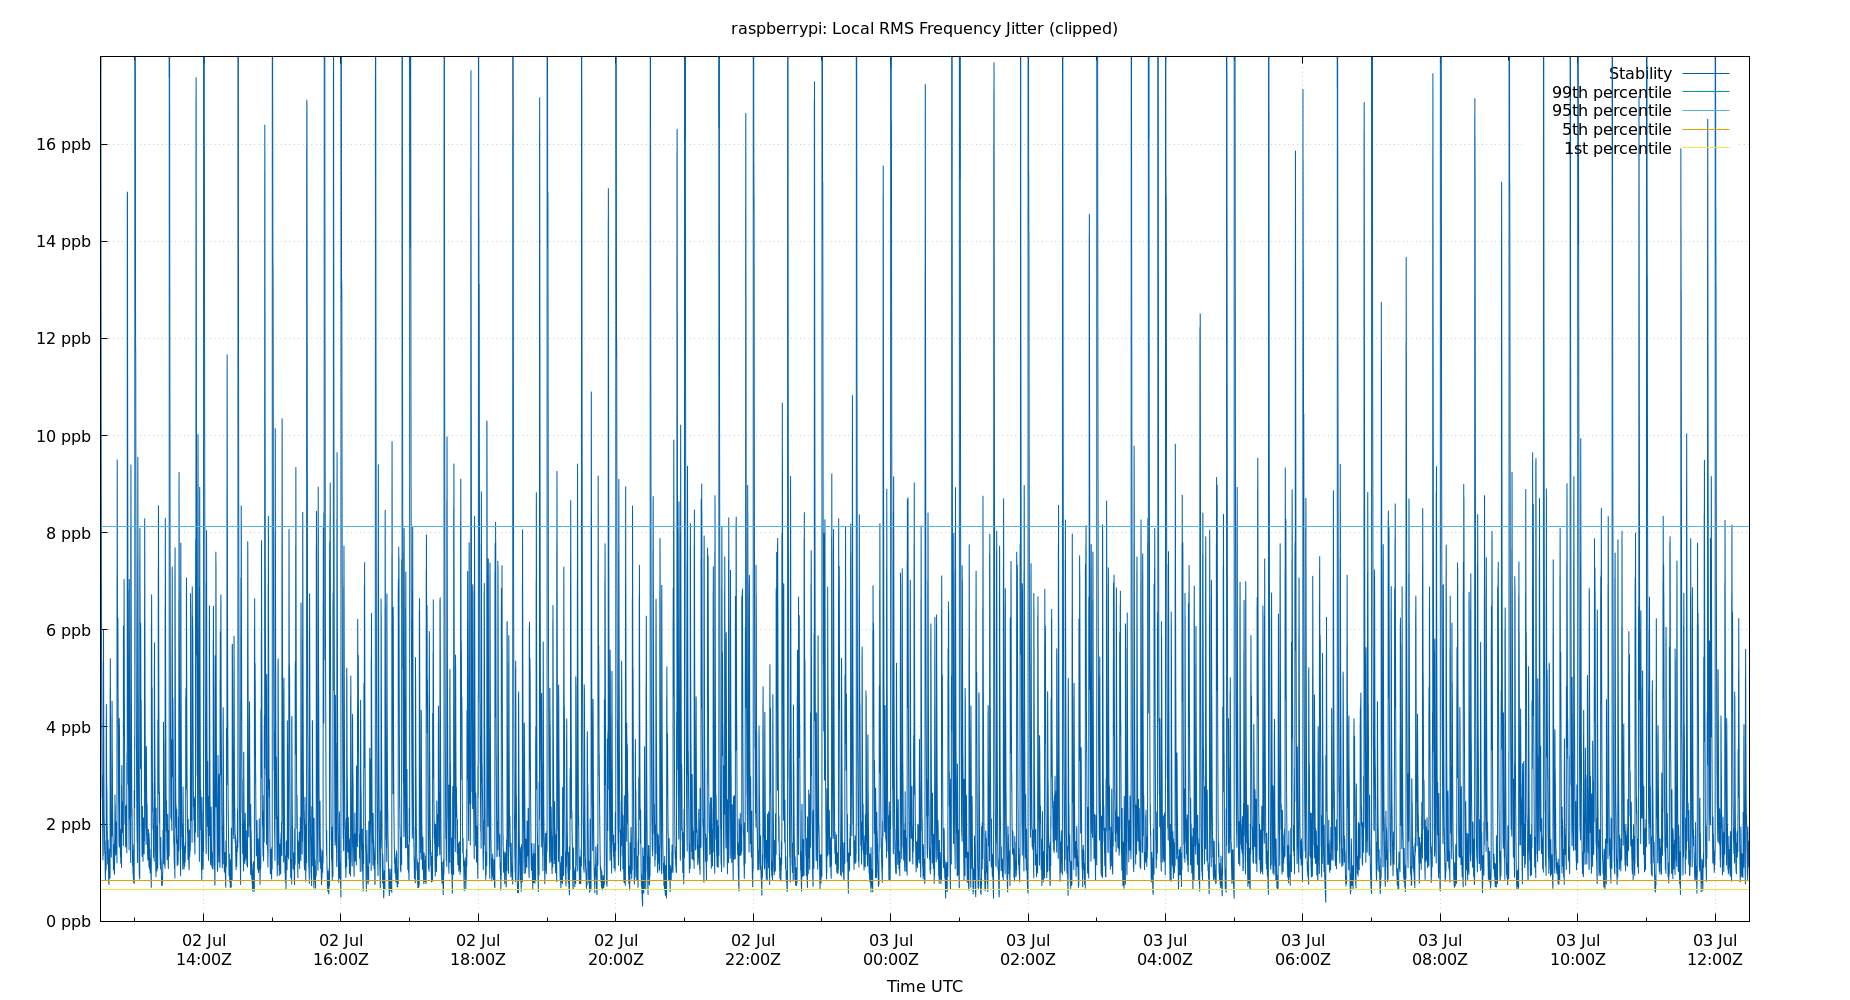 raspberrypi: Local RMS Frequency Jitter (clipped)
Stability
99th percentile
95th percentile
5th percentile
1st percentile
16 ppb
14 ppb
12 ppb
10 ppb
8 ppb
6 ppb
4 ppb
2 ppb
0 ppb
02 Jul 02 Jul 02 Jul 02 Jul 02 Jul 03 Jul 03 Jul 03 Jul 03 Jul 03 Jul 03 Jul 03 Jul
14:00Z 16:00Z 18:00Z 20:00Z 22:00Z 00:00Z 02:00Z 04:00Z 06:00Z 08:00Z 10:00Z 12:00Z
Time UTC